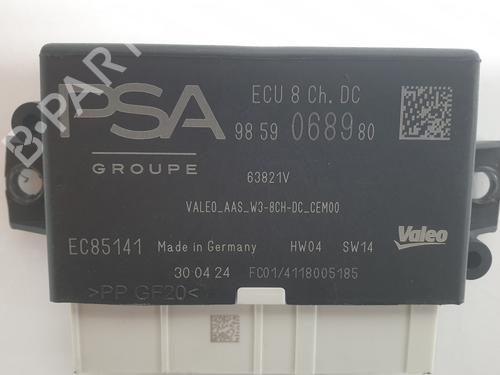 B-PARTS
PSA
GROUPE
ECU 8 Ch. DC
98 59 0689 80
63821V
VALEO_AAS_W3-8CH-DC_CEM00
Valeo
EC85141 Made in Germany HW04 SW14
30 04 24 FC01/4118005185
>PP GF20<